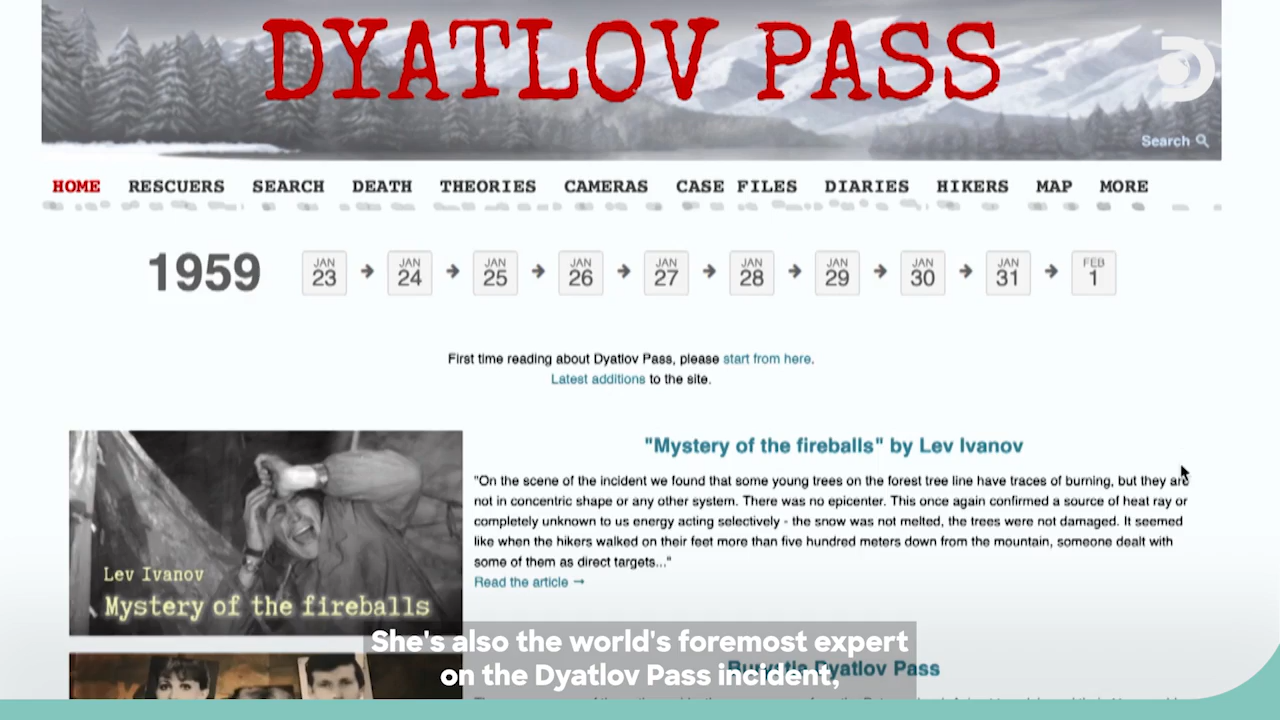 DYATLOV PASS
Search
HOME RESCUERS SEARCH DEATH THEORIES CAMERAS CASE FILES DIARIES HIKERS MAP MORE
1959 JAN 23 JAN 24 JAN 25 JAN 26 JAN 27 JAN 28 JAN 29 JAN 30 JAN 31 FEB 1
First time reading about Dyatlov Pass, please start from here.
Latest additions to the site.
Lev Ivanov
Mystery of the fireballs
"Mystery of the fireballs" by Lev Ivanov
"On the scene of the incident we found that some young trees on the forest tree line have traces of burning, but they are
not in concentric shape or any other system. There was no epicenter. This once again confirmed a source of heat ray or
completely unknown to us energy acting selectively - the snow was not melted, the trees were not damaged. It seemed
like when the hikers walked on their feet more than five hundred meters down from the mountain, someone dealt with
some of them as direct targets..."
Read the article →
Dyatlov Pass
She's also the world's foremost expert
on the Dyatlov Pass incident,